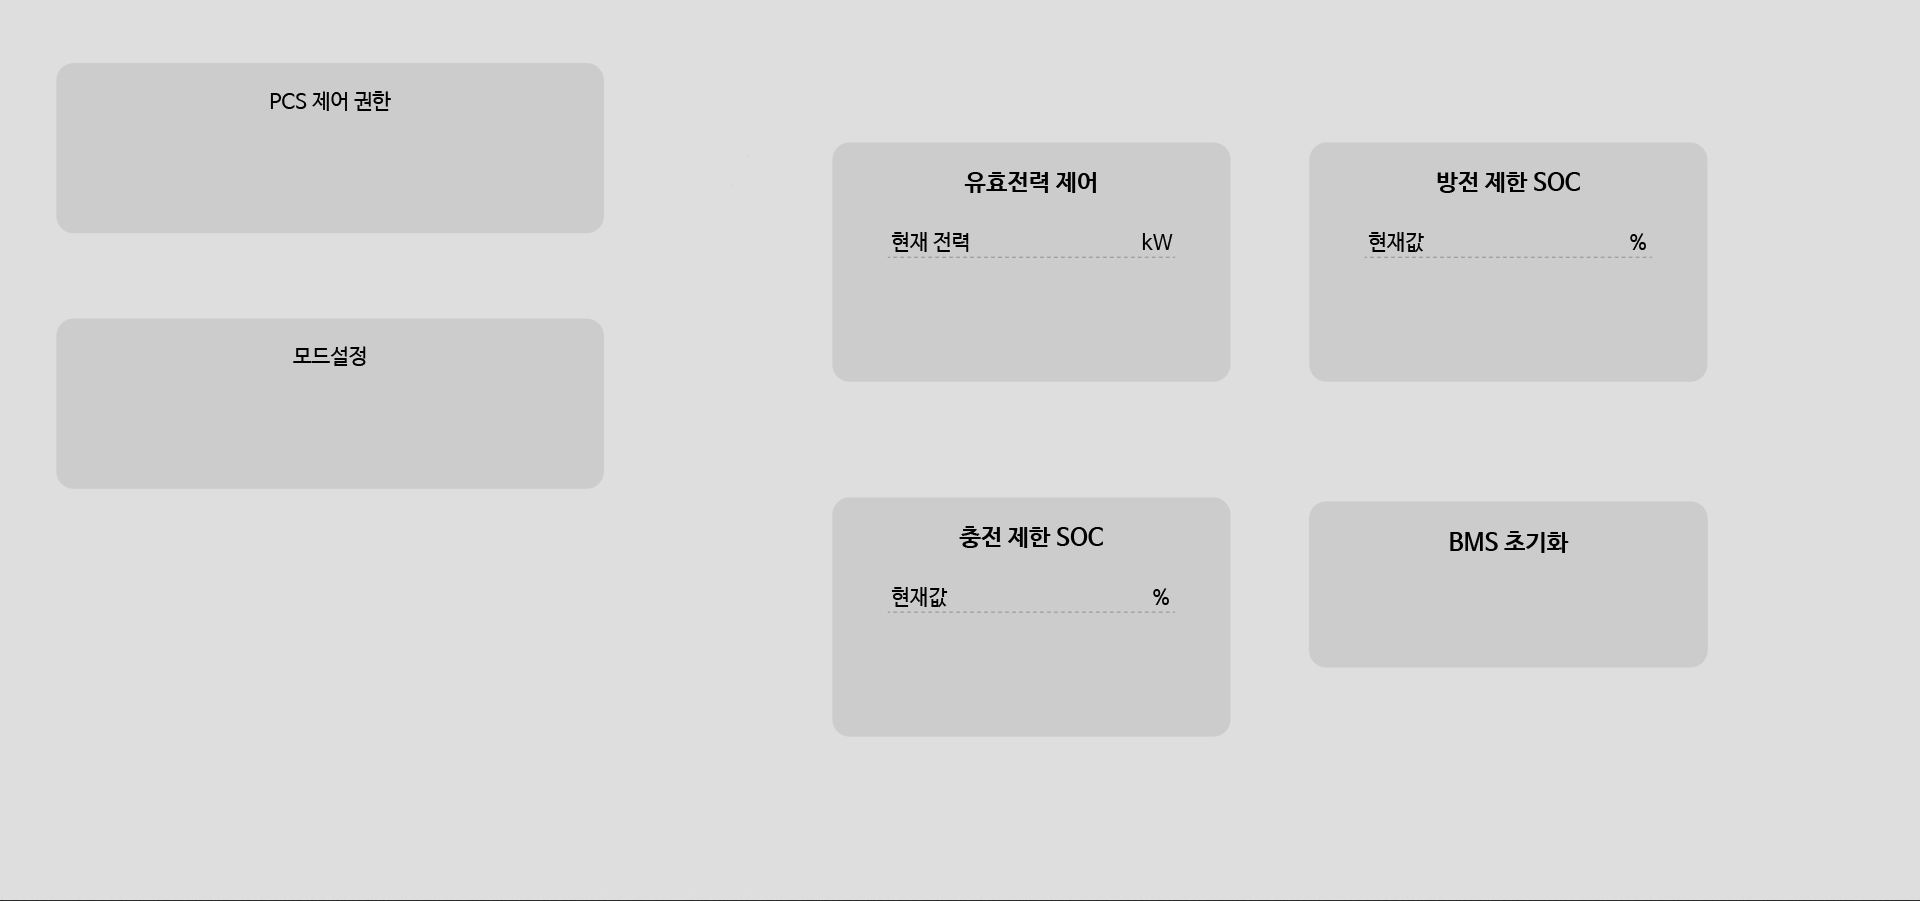 PCS 제어 권한
모드설정
유효전력 제어
현재 전력 kW
방전 제한 SOC
현재값 %
충전 제한 SOC
현재값 %
BMS 초기화